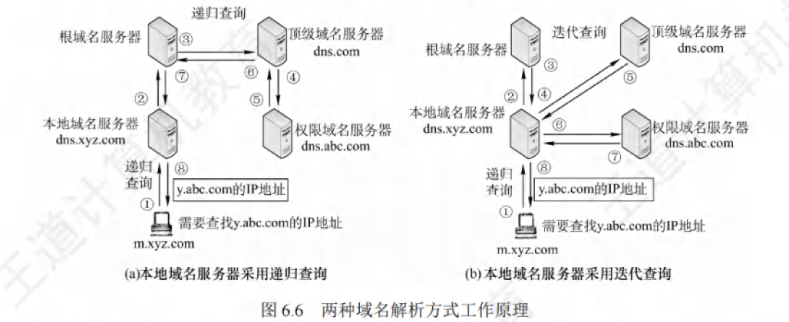 递归查询
根域名服务器
③
顶级域名服务器
dns.com
⑦
⑥
④
②
⑤
本地域名服务器
dns.xyz.com
权限域名服务器
dns.abc.com
递归
查询
⑧
y.abc.com的IP地址
①
需要查找y.abc.com的IP地址
m.xyz.com
(a)本地域名服务器采用递归查询
迭代查询
根域名服务器
顶级域名服务器
dns.com
③
⑤
②
④
本地域名服务器
dns.xyz.com
⑥
权限域名服务器
dns.abc.com
⑦
递归
查询
⑧
y.abc.com的IP地址
①
需要查找y.abc.com的IP地址
m.xyz.com
(b)本地域名服务器采用迭代查询
图 6.6 两种域名解析方式工作原理
王道计算机教育